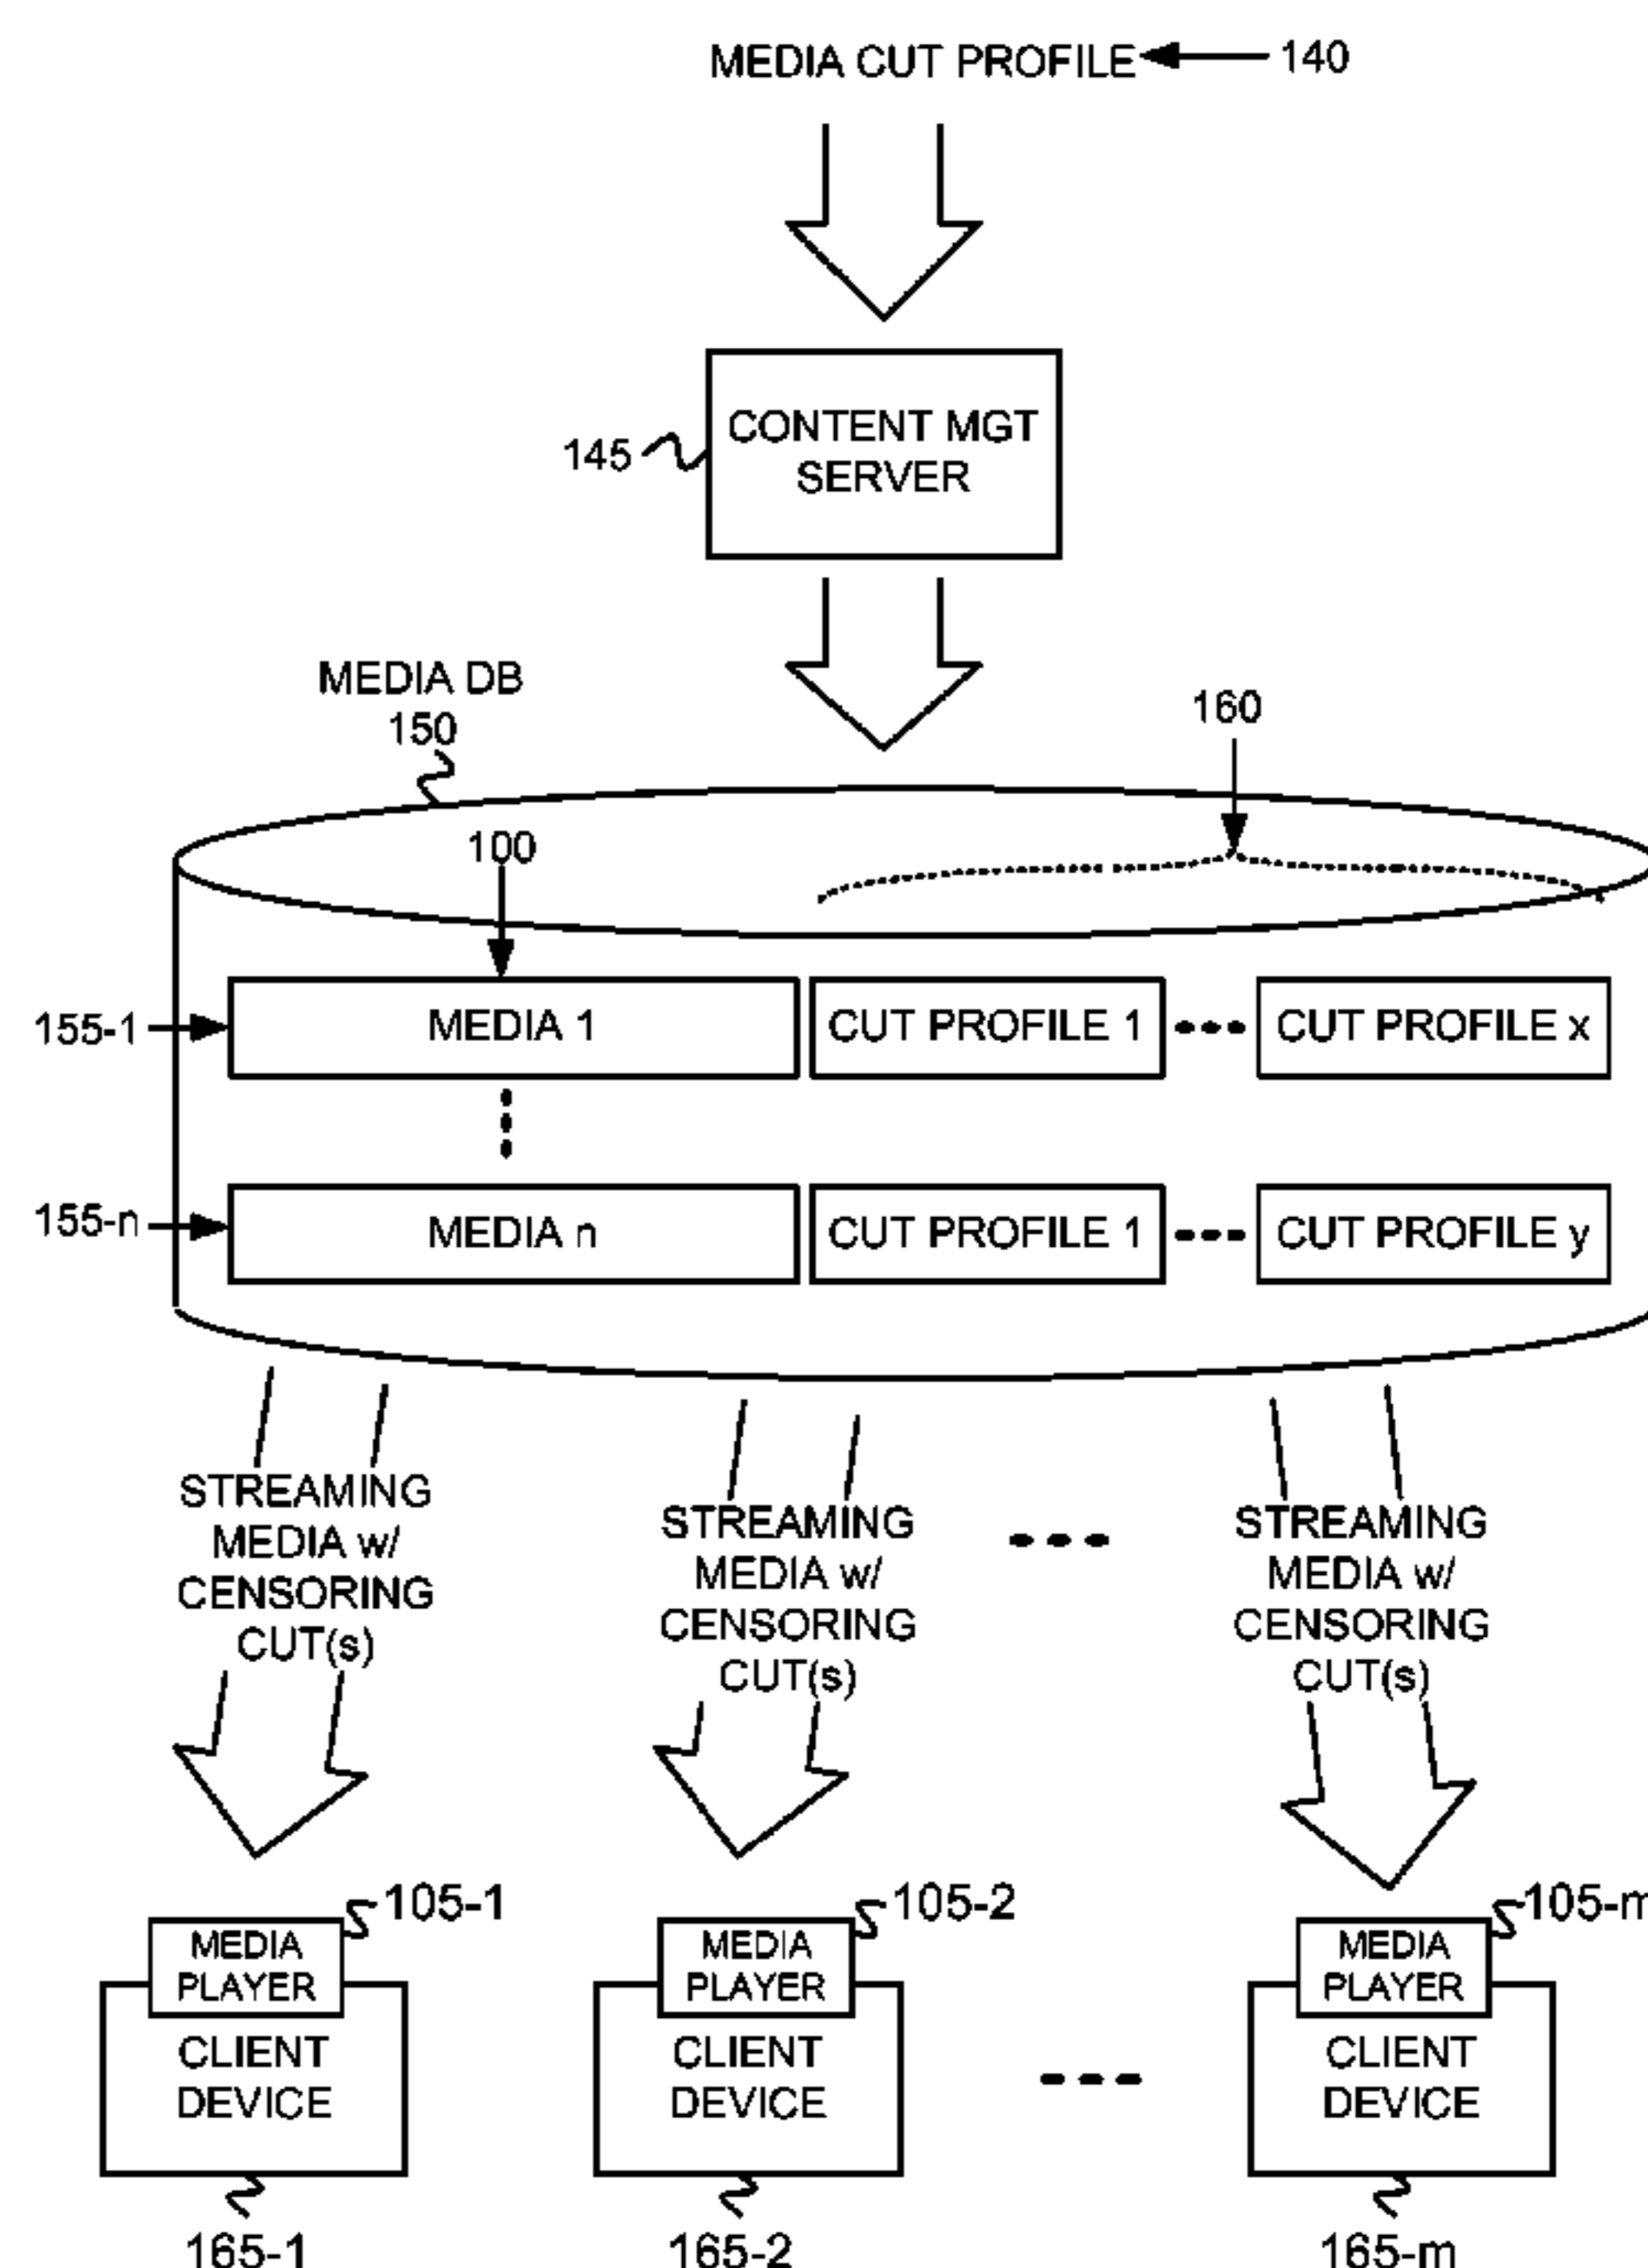 MEDIA CUT PROFILE 140
CONTENT MGT
SERVER
145
MEDIA DB
150
160
100
155-1 MEDIA 1 CUT PROFILE 1 CUT PROFILE x
155-n MEDIA n CUT PROFILE 1 CUT PROFILE y
STREAMING
MEDIA w/
CENSORING
CUT(s)
STREAMING
MEDIA w/
CENSORING
CUT(s)
STREAMING
MEDIA w/
CENSORING
CUT(s)
105-1
MEDIA
PLAYER
CLIENT
DEVICE
165-1
105-2
MEDIA
PLAYER
CLIENT
DEVICE
165-2
105-m
MEDIA
PLAYER
CLIENT
DEVICE
165-m